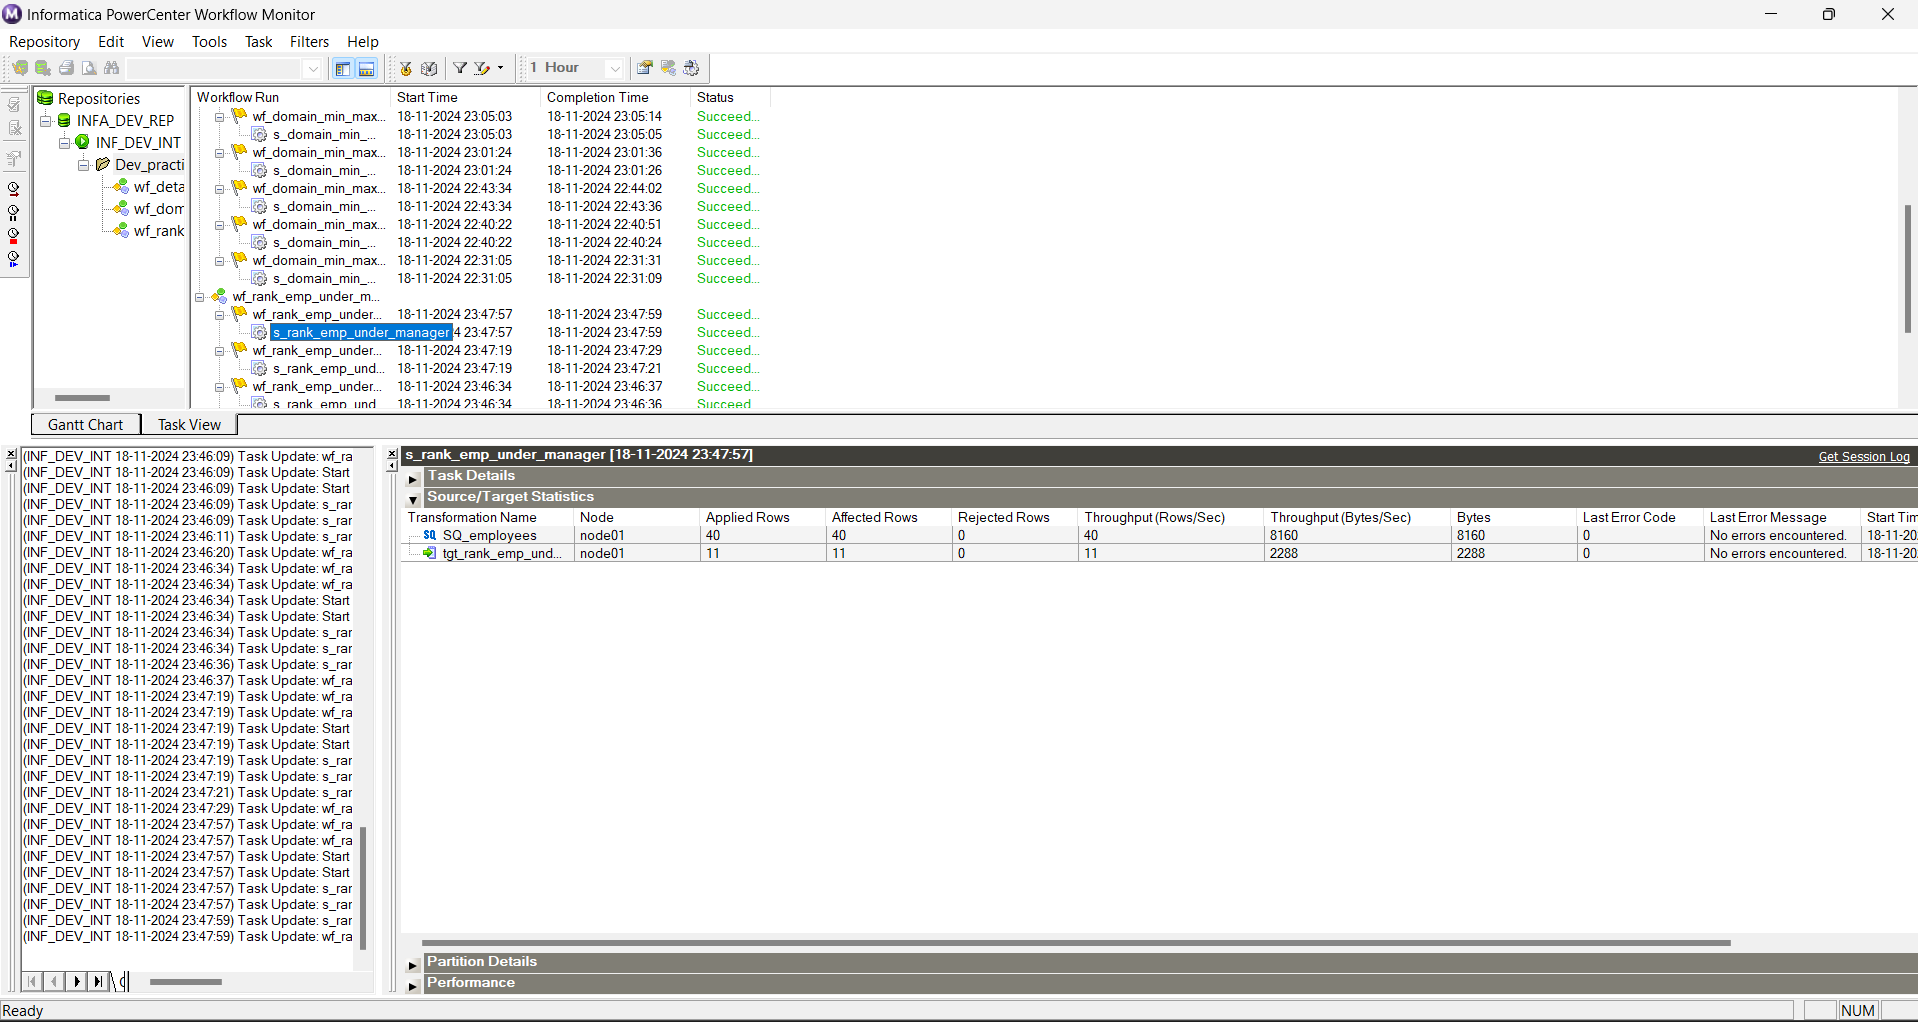 Informatica PowerCenter Workflow Monitor
Repository Edit View Tools Task Filters Help
1 Hour
Repositories
INFA_DEV_REP
INF_DEV_INT
Dev_practi
wf_deta
wf_dom
wf_rank
Workflow Run Start Time Completion Time Status
wf_domain_min_max... 18-11-2024 23:05:03 18-11-2024 23:05:14 Succeed...
s_domain_min_... 18-11-2024 23:05:03 18-11-2024 23:05:05 Succeed...
wf_domain_min_max... 18-11-2024 23:01:24 18-11-2024 23:01:36 Succeed...
s_domain_min_... 18-11-2024 23:01:24 18-11-2024 23:01:26 Succeed...
wf_domain_min_max... 18-11-2024 22:43:34 18-11-2024 22:44:02 Succeed...
s_domain_min_... 18-11-2024 22:43:34 18-11-2024 22:43:36 Succeed...
wf_domain_min_max... 18-11-2024 22:40:22 18-11-2024 22:40:51 Succeed...
s_domain_min_... 18-11-2024 22:40:22 18-11-2024 22:40:24 Succeed...
wf_domain_min_max... 18-11-2024 22:31:05 18-11-2024 22:31:31 Succeed...
s_domain_min_... 18-11-2024 22:31:05 18-11-2024 22:31:09 Succeed...
wf_rank_emp_under_m...
wf_rank_emp_under... 18-11-2024 23:47:57 18-11-2024 23:47:59 Succeed...
s_rank_emp_under_manager 4 23:47:57 18-11-2024 23:47:59 Succeed...
wf_rank_emp_under... 18-11-2024 23:47:19 18-11-2024 23:47:29 Succeed...
s_rank_emp_und... 18-11-2024 23:47:19 18-11-2024 23:47:21 Succeed...
wf_rank_emp_under... 18-11-2024 23:46:34 18-11-2024 23:46:37 Succeed...
s_rank_emp_und 18-11-2024 23:46:34 18-11-2024 23:46:36 Succeed
Gantt Chart Task View
(INF_DEV_INT 18-11-2024 23:46:09) Task Update: wf_ra
(INF_DEV_INT 18-11-2024 23:46:09) Task Update: Start
(INF_DEV_INT 18-11-2024 23:46:09) Task Update: Start
(INF_DEV_INT 18-11-2024 23:46:09) Task Update: s_rar
(INF_DEV_INT 18-11-2024 23:46:09) Task Update: s_rar
(INF_DEV_INT 18-11-2024 23:46:11) Task Update: s_rar
(INF_DEV_INT 18-11-2024 23:46:20) Task Update: wf_ra
(INF_DEV_INT 18-11-2024 23:46:34) Task Update: wf_ra
(INF_DEV_INT 18-11-2024 23:46:34) Task Update: wf_ra
(INF_DEV_INT 18-11-2024 23:46:34) Task Update: Start
(INF_DEV_INT 18-11-2024 23:46:34) Task Update: Start
(INF_DEV_INT 18-11-2024 23:46:34) Task Update: s_rar
(INF_DEV_INT 18-11-2024 23:46:34) Task Update: s_rar
(INF_DEV_INT 18-11-2024 23:46:36) Task Update: s_rar
(INF_DEV_INT 18-11-2024 23:46:37) Task Update: wf_ra
(INF_DEV_INT 18-11-2024 23:47:19) Task Update: wf_ra
(INF_DEV_INT 18-11-2024 23:47:19) Task Update: wf_ra
(INF_DEV_INT 18-11-2024 23:47:19) Task Update: Start
(INF_DEV_INT 18-11-2024 23:47:19) Task Update: Start
(INF_DEV_INT 18-11-2024 23:47:19) Task Update: s_rar
(INF_DEV_INT 18-11-2024 23:47:19) Task Update: s_rar
(INF_DEV_INT 18-11-2024 23:47:21) Task Update: s_rar
(INF_DEV_INT 18-11-2024 23:47:29) Task Update: wf_ra
(INF_DEV_INT 18-11-2024 23:47:57) Task Update: wf_ra
(INF_DEV_INT 18-11-2024 23:47:57) Task Update: wf_ra
(INF_DEV_INT 18-11-2024 23:47:57) Task Update: Start
(INF_DEV_INT 18-11-2024 23:47:57) Task Update: Start
(INF_DEV_INT 18-11-2024 23:47:57) Task Update: s_rar
(INF_DEV_INT 18-11-2024 23:47:57) Task Update: s_rar
(INF_DEV_INT 18-11-2024 23:47:59) Task Update: s_rar
(INF_DEV_INT 18-11-2024 23:47:59) Task Update: wf_ra
s_rank_emp_under_manager [18-11-2024 23:47:57] Get Session Log
Task Details
Source/Target Statistics
Transformation Name Node Applied Rows Affected Rows Rejected Rows Throughput (Rows/Sec) Throughput (Bytes/Sec) Bytes Last Error Code Last Error Message Start Tim
SQ SQ_employees node01 40 40 0 40 8160 8160 0 No errors encountered. 18-11-20
tgt_rank_emp_und... node01 11 11 0 11 2288 2288 0 No errors encountered. 18-11-20
Partition Details
Performance
Ready NUM